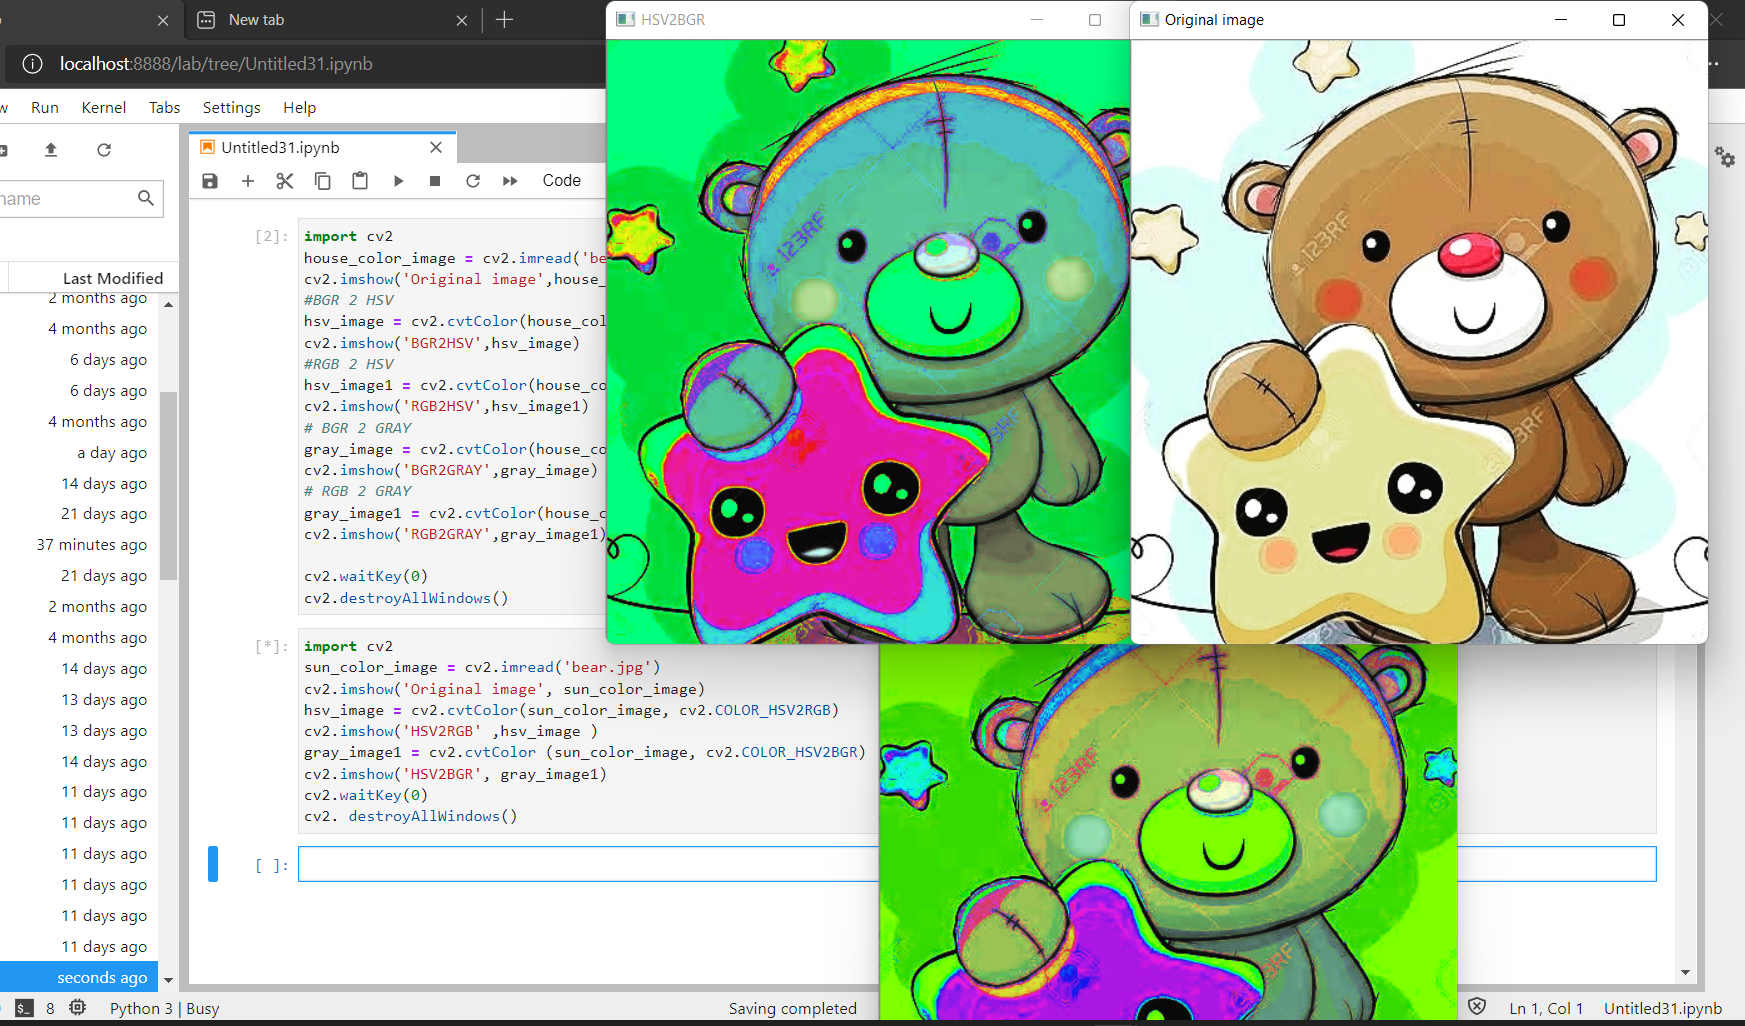 New tab
HSV2BGR
Original image
localhost:8888/lab/tree/Untitled31.ipynb
Run Kernel Tabs Settings Help
Untitled31.ipynb
name
Code
Last Modified
2 months ago
4 months ago
6 days ago
6 days ago
4 months ago
a day ago
14 days ago
21 days ago
37 minutes ago
21 days ago
2 months ago
4 months ago
14 days ago
13 days ago
13 days ago
14 days ago
11 days ago
11 days ago
11 days ago
11 days ago
11 days ago
11 days ago
seconds ago
[2]:
import cv2
house_color_image = cv2.imread('be
cv2.imshow('Original image',house_
#BGR 2 HSV
hsv_image = cv2.cvtColor(house_col
cv2.imshow('BGR2HSV',hsv_image)
#RGB 2 HSV
hsv_image1 = cv2.cvtColor(house_co
cv2.imshow('RGB2HSV',hsv_image1)
# BGR 2 GRAY
gray_image = cv2.cvtColor(house_co
cv2.imshow('BGR2GRAY',gray_image)
# RGB 2 GRAY
gray_image1 = cv2.cvtColor(house_c
cv2.imshow('RGB2GRAY',gray_image1)
cv2.waitKey(0)
cv2.destroyAllWindows()
[*]:
import cv2
sun_color_image = cv2.imread('bear.jpg')
cv2.imshow('Original image', sun_color_image)
hsv_image = cv2.cvtColor(sun_color_image, cv2.COLOR_HSV2RGB)
cv2.imshow('HSV2RGB' ,hsv_image )
gray_image1 = cv2.cvtColor (sun_color_image, cv2.COLOR_HSV2BGR)
cv2.imshow('HSV2BGR', gray_image1)
cv2.waitKey(0)
cv2. destroyAllWindows()
[ ]:
123RF
123RF
123RF
8
Python 3 | Busy
Saving completed
Ln 1, Col 1
Untitled31.ipynb